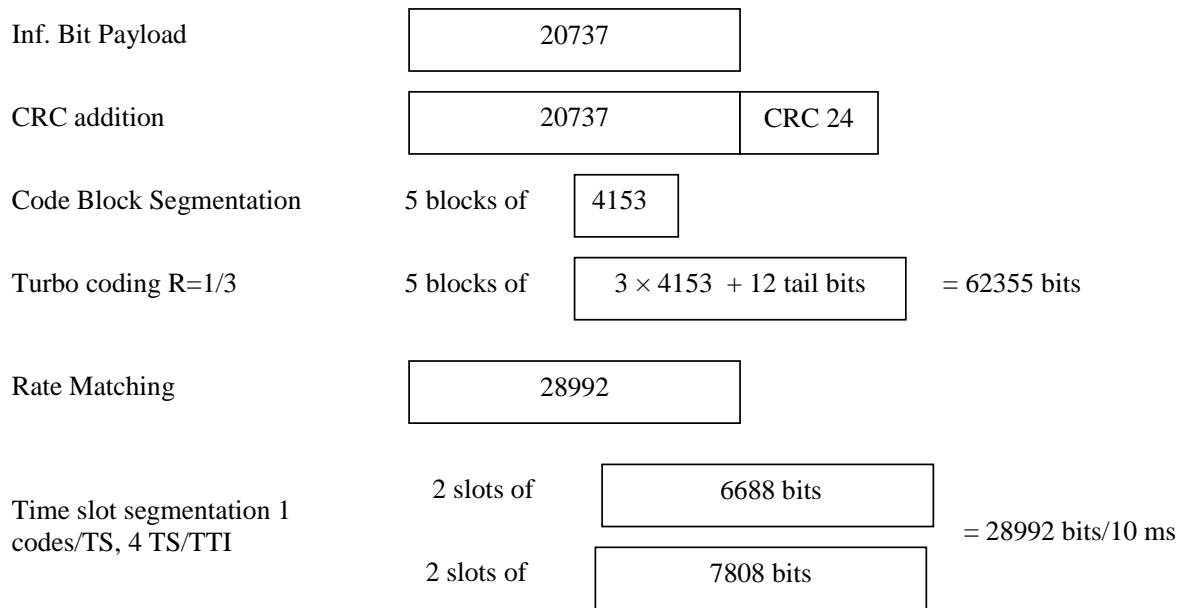 Inf. Bit Payload 20737
CRC addition 20737 CRC 24
Code Block Segmentation 5 blocks of 4153
Turbo coding R=1/3 5 blocks of 3 × 4153 + 12 tail bits = 62355 bits
Rate Matching 28992
2 slots of 6688 bits
Time slot segmentation 1
codes/TS, 4 TS/TTI
= 28992 bits/10 ms
2 slots of 7808 bits